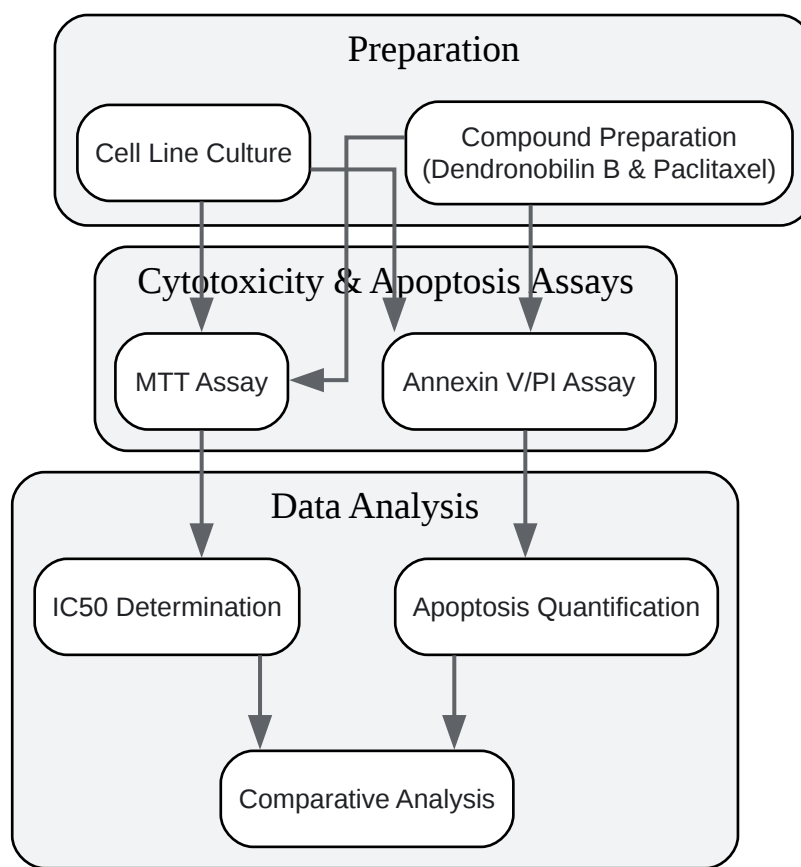 Preparation
Cell Line Culture
Compound Preparation
(Dendronobilin B & Paclitaxel)
Cytotoxicity & Apoptosis Assays
MTT Assay
Annexin V/PI Assay
Data Analysis
IC50 Determination
Apoptosis Quantification
Comparative Analysis